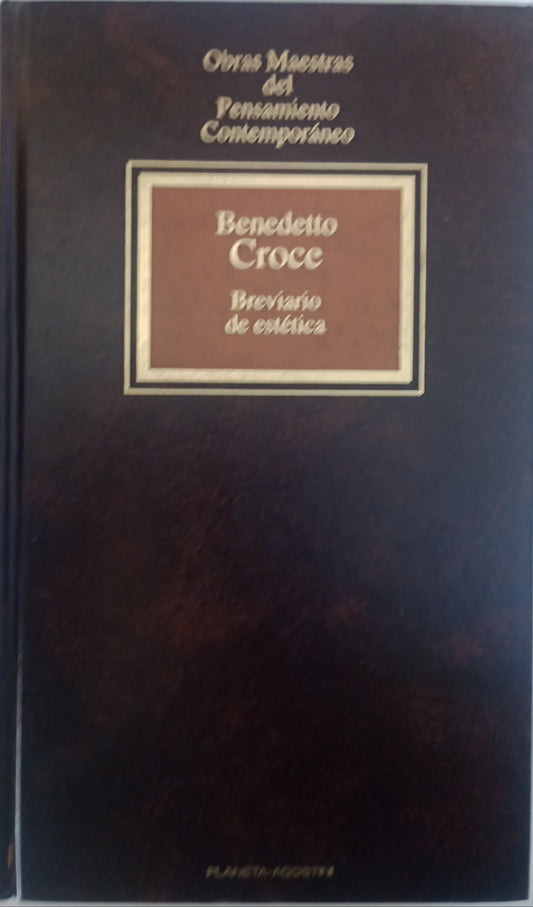 Obras Maestras
del
Pensamiento
Contemporáneo
Benedetto
Croce
Breviario
de estética
PLANETA-AGOSTINI